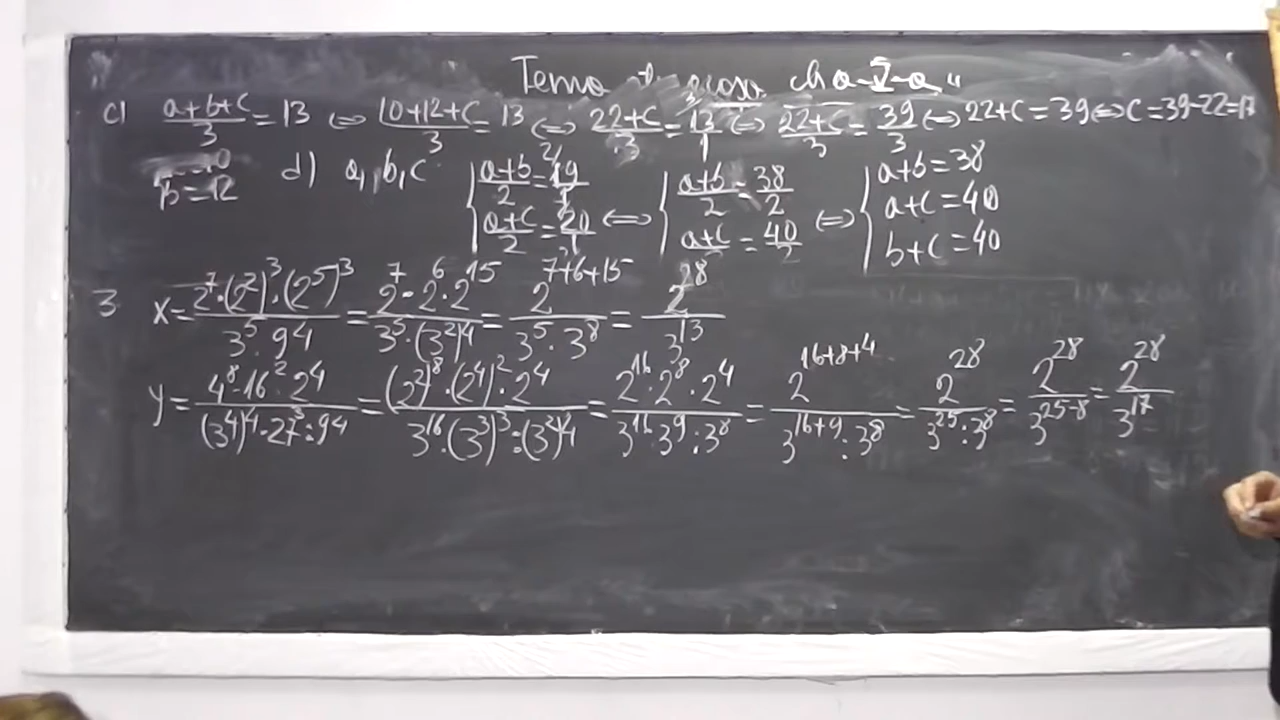 Tema clasa a-V-a
c) (a+b+c)/3 = 13 ⇔ (10+12+c)/3 = 13 ⇔ (22+c)/3 = ³⁾13/1 ⇔ (22+c)/3 = 39/3 ⇔ 22+c = 39 ⇔ c = 39-22=17
=10
b=12
d) a, b, c { (a+b)/2 = ²⁾19/1 ⇔ { (a+b)/2 = 38/2 ⇔ { a+b = 38
(a+c)/2 = 20/1 (a+c)/2 = 40/2 a+c = 40
b+c = 40
3 x = (2^7·(2^2)^3·(2^5)^3)/(3^5·9^4) = (2^7·2^6·2^15)/(3^5·(3^2)^4) = 2^(7+6+15)/(3^5·3^8) = 2^28/3^13
y = (4^8·16^2·2^4)/((3^4)^4·27^3:9^4) = ((2^2)^8·(2^4)^2·2^4)/(3^16·(3^3)^3:(3^2)^4) = (2^16·2^8·2^4)/(3^16·3^9:3^8) = 2^(16+8+4)/(3^(16+9):3^8) = 2^28/(3^25:3^8) = 2^28/3^(25-8) = 2^28/3^17